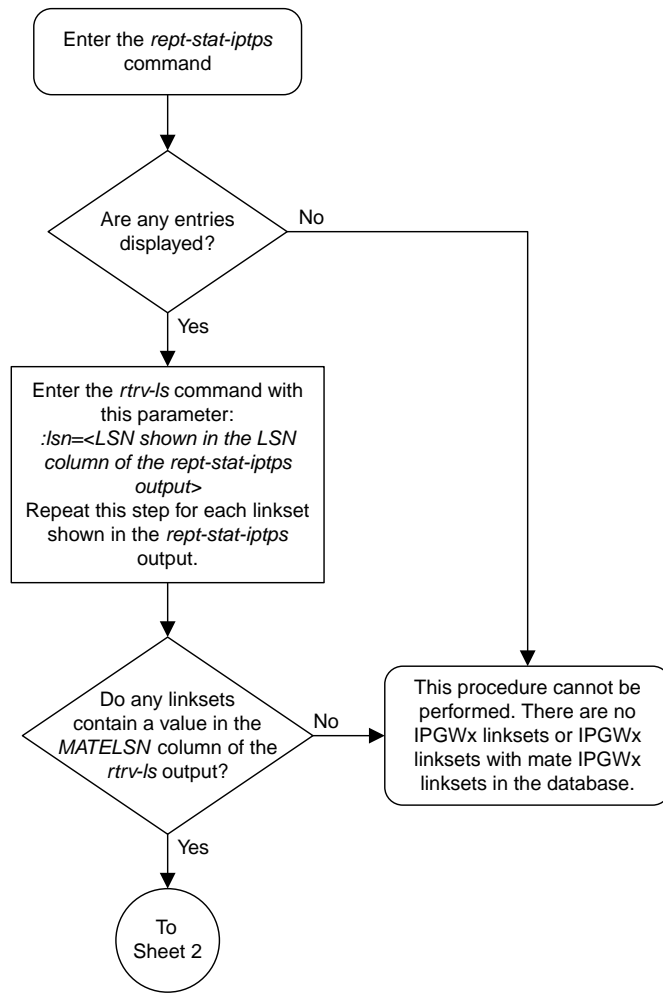 Enter the rept-stat-iptps
command
Are any entries
displayed?
No
Yes
Enter the rtrv-ls command with
this parameter:
:lsn=<LSN shown in the LSN
column of the rept-stat-iptps
output>
Repeat this step for each linkset
shown in the rept-stat-iptps
output.
Do any linksets
contain a value in the
MATELSN column of the
rtrv-ls output?
No
This procedure cannot be
performed. There are no
IPGWx linksets or IPGWx
linksets with mate IPGWx
linksets in the database.
Yes
To
Sheet 2